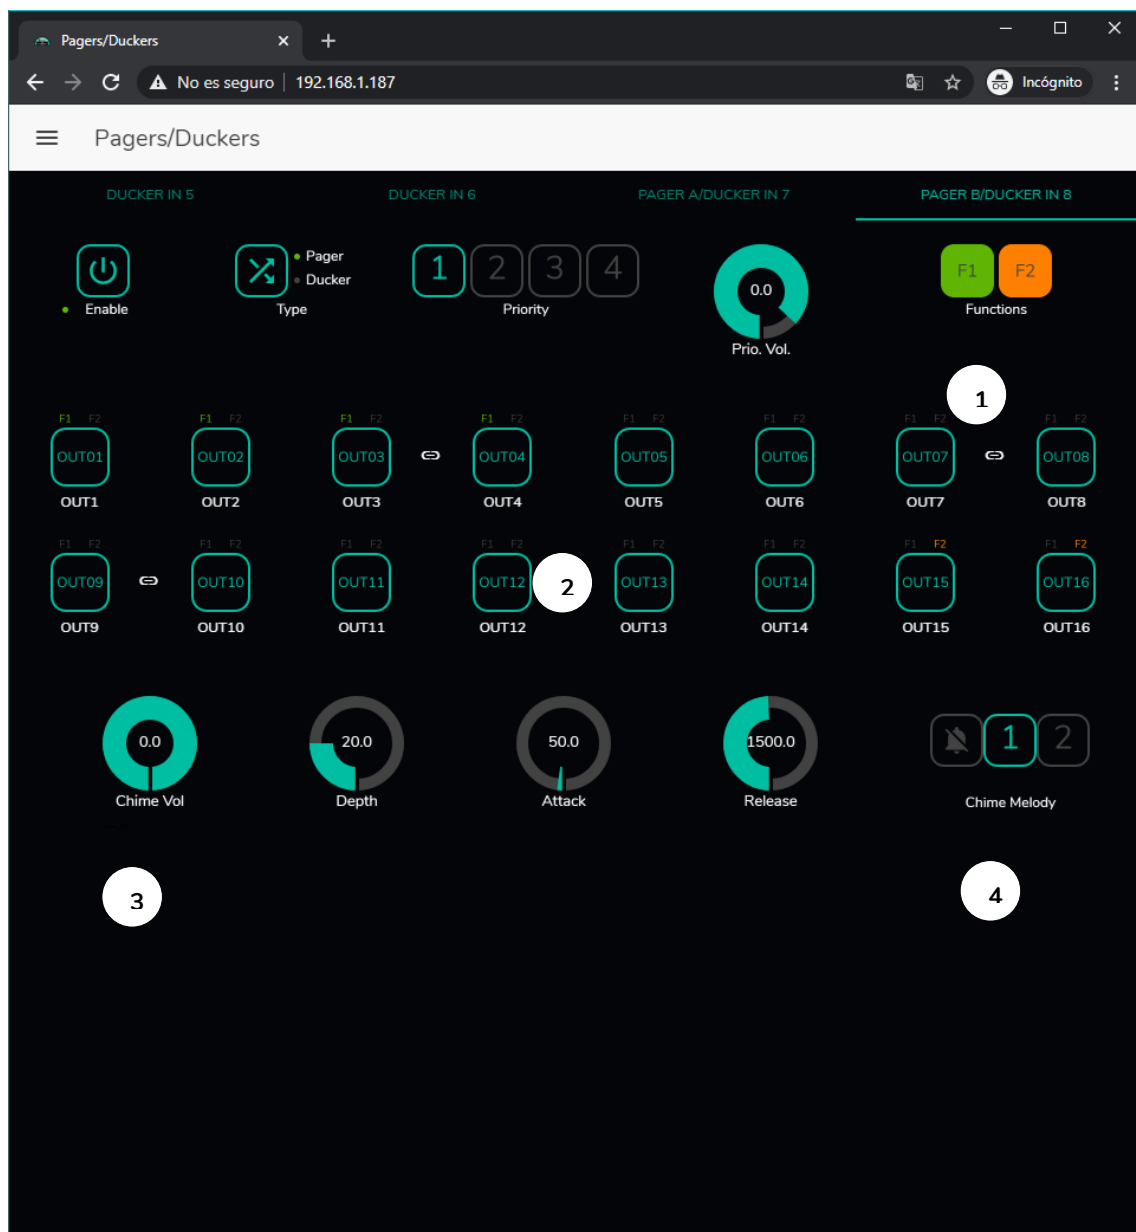 Pagers/Duckers
No es seguro 192.168.1.187 Incógnito
Pagers/Duckers
DUCKER IN 5 DUCKER IN 6 PAGER A/DUCKER IN 7 PAGER B/DUCKER IN 8
Pager
Ducker
1 2 3 4
0.0
F1 F2
Enable Type Priority Functions
Prio. Vol.
1
F1 F2 F1 F2 F1 F2 F1 F2 F1 F2 F1 F2 F1 F2 F1 F2
OUT01 OUT02 OUT03 OUT04 OUT05 OUT06 OUT07 OUT08
OUT1 OUT2 OUT3 OUT4 OUT5 OUT6 OUT7 OUT8
F1 F2 F1 F2 F1 F2 F1 F2 F1 F2 F1 F2 F1 F2 F1 F2
OUT09 OUT10 OUT11 OUT12 2 OUT13 OUT14 OUT15 OUT16
OUT9 OUT10 OUT11 OUT12 OUT13 OUT14 OUT15 OUT16
0.0 20.0 50.0 1500.0 1 2
Chime Vol Depth Attack Release Chime Melody
3 4